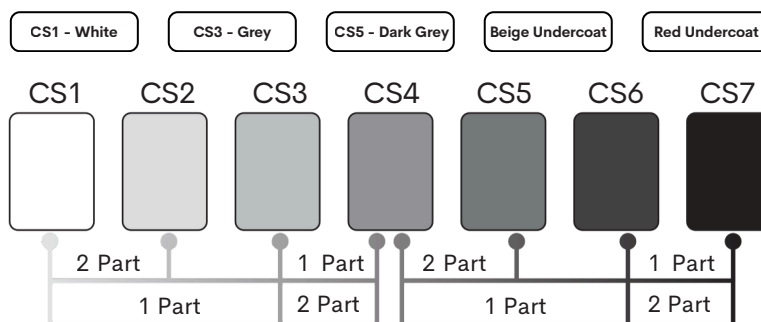 CS1 - White CS3 - Grey CS5 - Dark Grey Beige Undercoat Red Undercoat
CS1 CS2 CS3 CS4 CS5 CS6 CS7
2 Part 1 Part 2 Part 1 Part
1 Part 2 Part 1 Part 2 Part